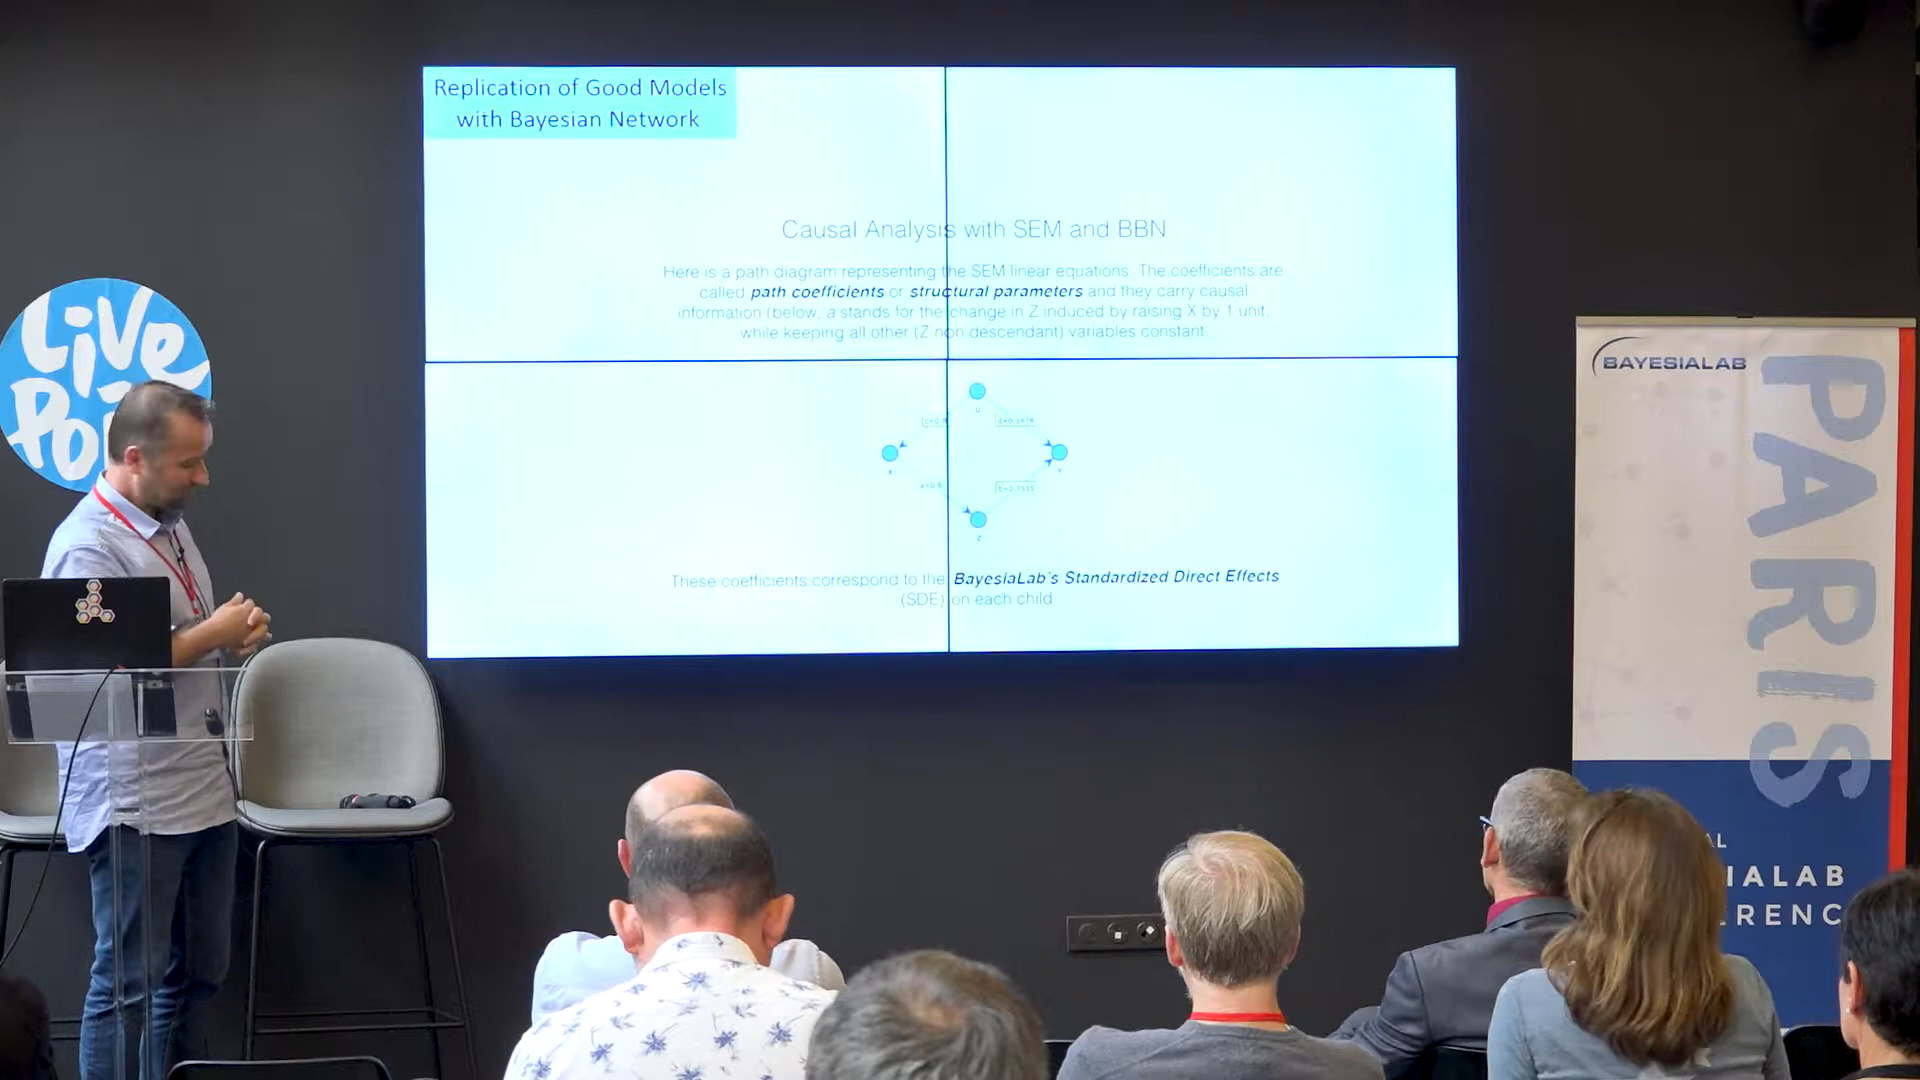 Replication of Good Models
with Bayesian Network
Causal Analysis with SEM and BBN
Here is a path diagram representing the SEM linear equations. The coefficients are
called path coefficients or structural parameters and they carry causal
information (below, a stands for the change in Z induced by raising X by 1 unit,
while keeping all other (Z non descendant) variables constant.
U
X
Y
a=0.6
Z
These coefficients correspond to the BayesiaLab's Standardized Direct Effects
(SDE) on each child
LiVe
BAYESIALAB
PARIS